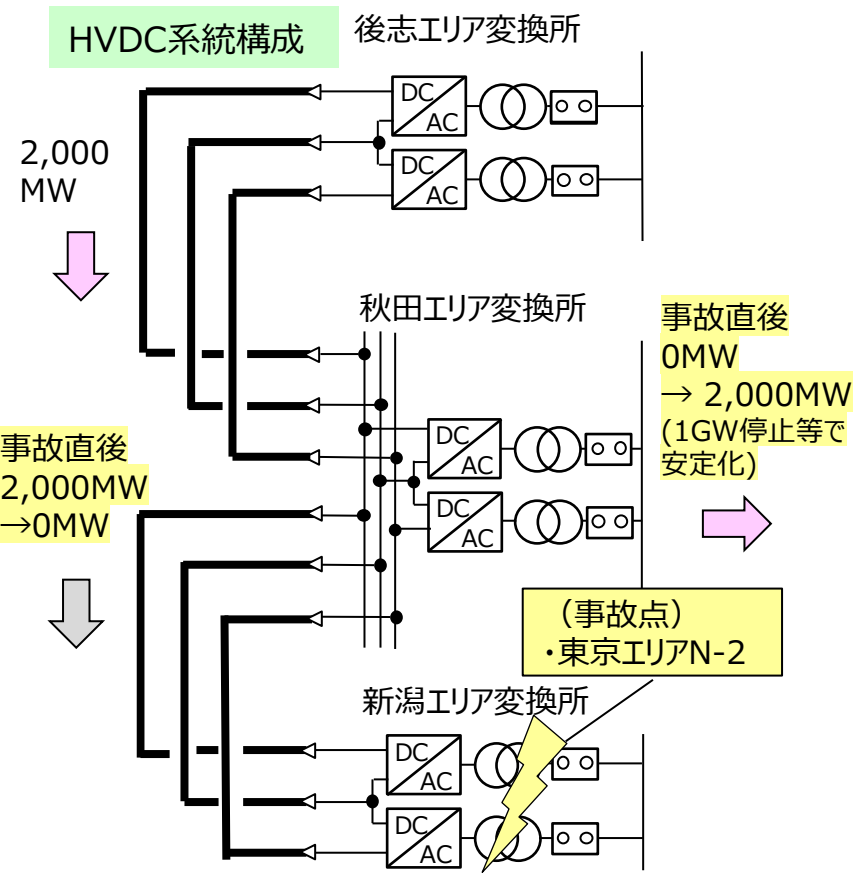 HVDC系統構成
後志エリア変換所
DC
AC
DC
AC
2,000
MW
秋田エリア変換所
事故直後
0MW
→ 2,000MW
(1GW停止等で
安定化)
DC
AC
DC
AC
事故直後
2,000MW
→0MW
（事故点）
・東京エリアN-2
新潟エリア変換所
DC
AC
DC
AC